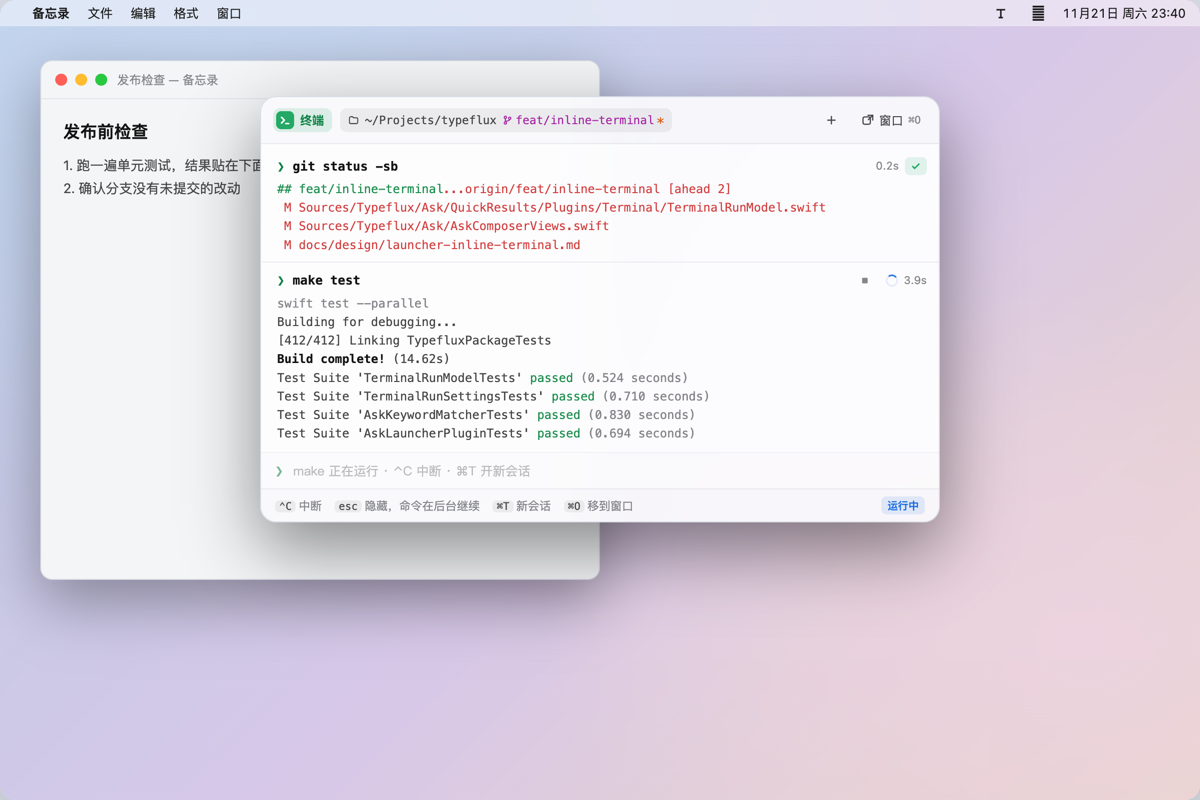 备忘录 文件 编辑 格式 窗口 T 11月21日 周六 23:40
发布检查 — 备忘录
发布前检查
1. 跑一遍单元测试，结果贴在下面
2. 确认分支没有未提交的改动
终端 ~/Projects/typeflux feat/inline-terminal* + 窗口 ⌘O
❯ git status -sb 0.2s
## feat/inline-terminal...origin/feat/inline-terminal [ahead 2]
M Sources/Typeflux/Ask/QuickResults/Plugins/Terminal/TerminalRunModel.swift
M Sources/Typeflux/Ask/AskComposerViews.swift
M docs/design/launcher-inline-terminal.md
❯ make test 3.9s
swift test --parallel
Building for debugging...
[412/412] Linking TypefluxPackageTests
Build complete! (14.62s)
Test Suite 'TerminalRunModelTests' passed (0.524 seconds)
Test Suite 'TerminalRunSettingsTests' passed (0.710 seconds)
Test Suite 'AskKeywordMatcherTests' passed (0.830 seconds)
Test Suite 'AskLauncherPluginTests' passed (0.694 seconds)
❯ make 正在运行 · ^C 中断 · ⌘T 开新会话
^C 中断 esc 隐藏，命令在后台继续 ⌘T 新会话 ⌘O 移到窗口 运行中